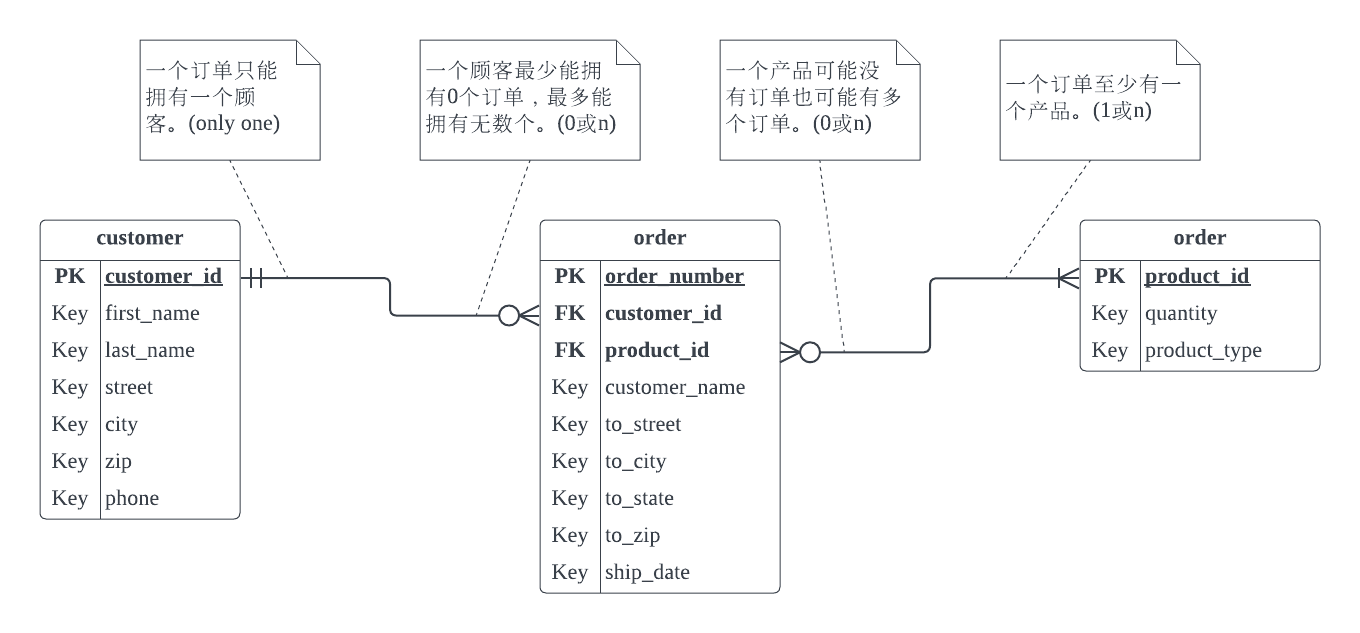 一个订单只能
拥有一个顾
客。(only one)
一个顾客最少能拥
有0个订单，最多能
拥有无数个。(0或n)
一个产品可能没
有订单也可能有多
个订单。(0或n)
一个订单至少有一
个产品。(1或n)
customer
PK customer_id
Key first_name
Key last_name
Key street
Key city
Key zip
Key phone
order
PK order_number
FK customer_id
FK product_id
Key customer_name
Key to_street
Key to_city
Key to_state
Key to_zip
Key ship_date
order
PK product_id
Key quantity
Key product_type